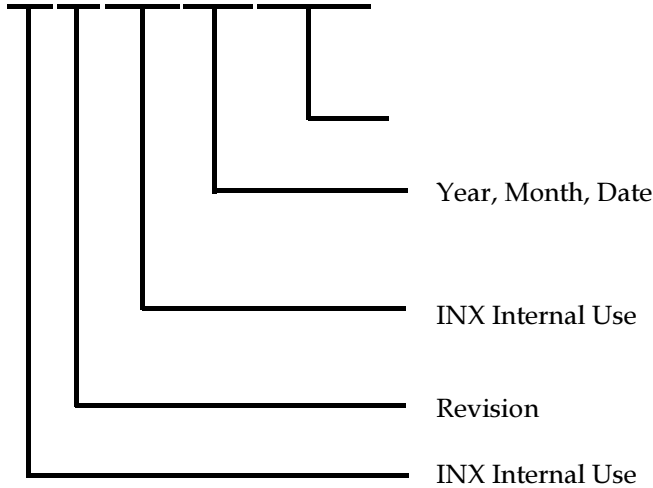 Year, Month, Date
INX Internal Use
Revision
INX Internal Use